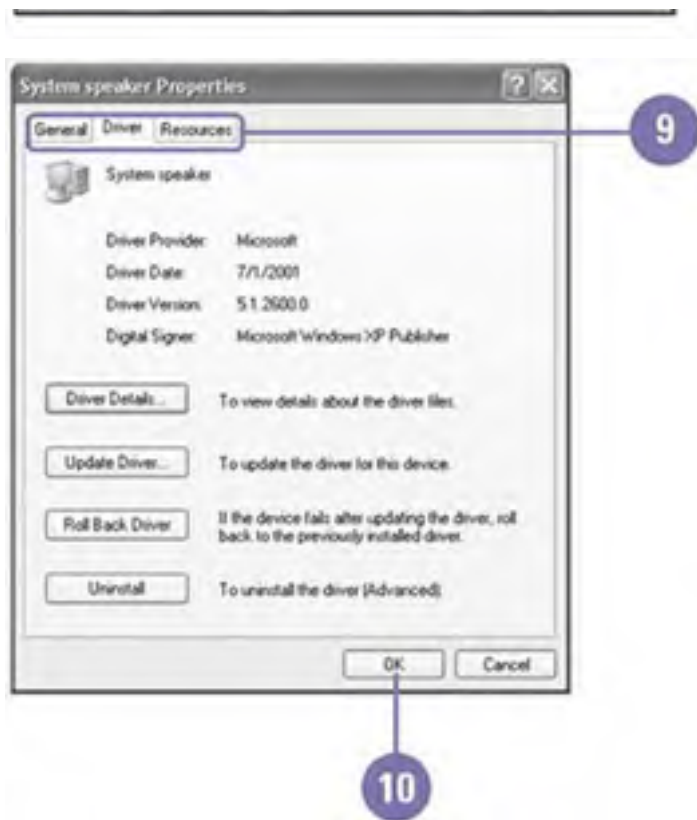 System speaker Properties
General Driver Resources
9
System speaker
Driver Provider: Microsoft
Driver Date: 7/1/2001
Driver Version: 5.1.2600.0
Digital Signer: Microsoft Windows XP Publisher
Driver Details... To view details about the driver files.
Update Driver... To update the driver for this device.
Roll Back Driver If the device fails after updating the driver, roll
back to the previously installed driver.
Uninstall To uninstall the driver (Advanced).
OK Cancel
10